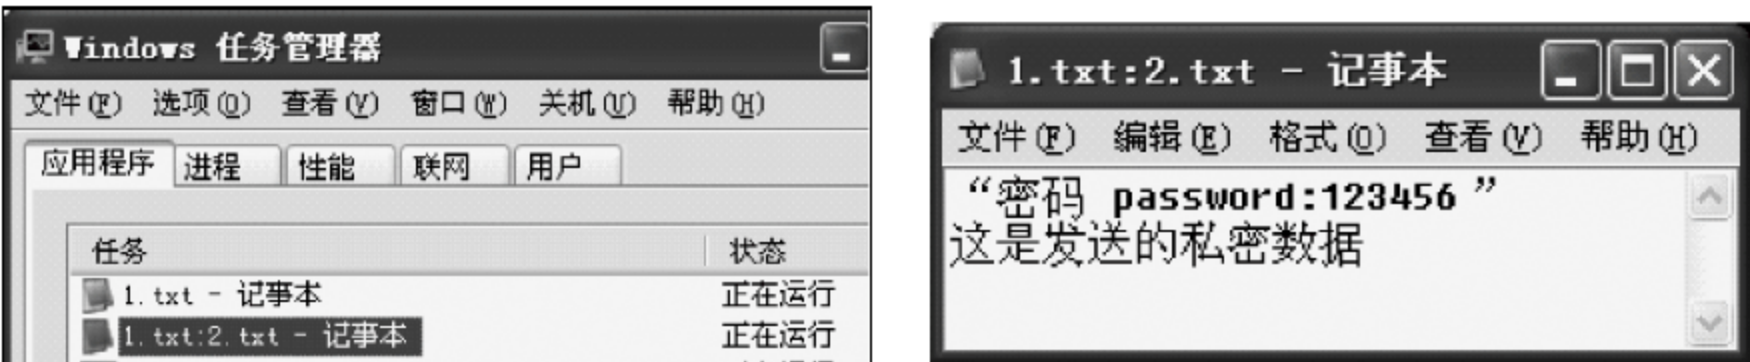 Windows 任务管理器
文件(F) 选项(O) 查看(V) 窗口(W) 关机(U) 帮助(H)
应用程序 进程 性能 联网 用户
任务 状态
1.txt - 记事本 正在运行
1.txt:2.txt - 记事本 正在运行
1.txt:2.txt - 记事本
文件(F) 编辑(E) 格式(O) 查看(V) 帮助(H)
“密码 password:123456 ”
这是发送的私密数据